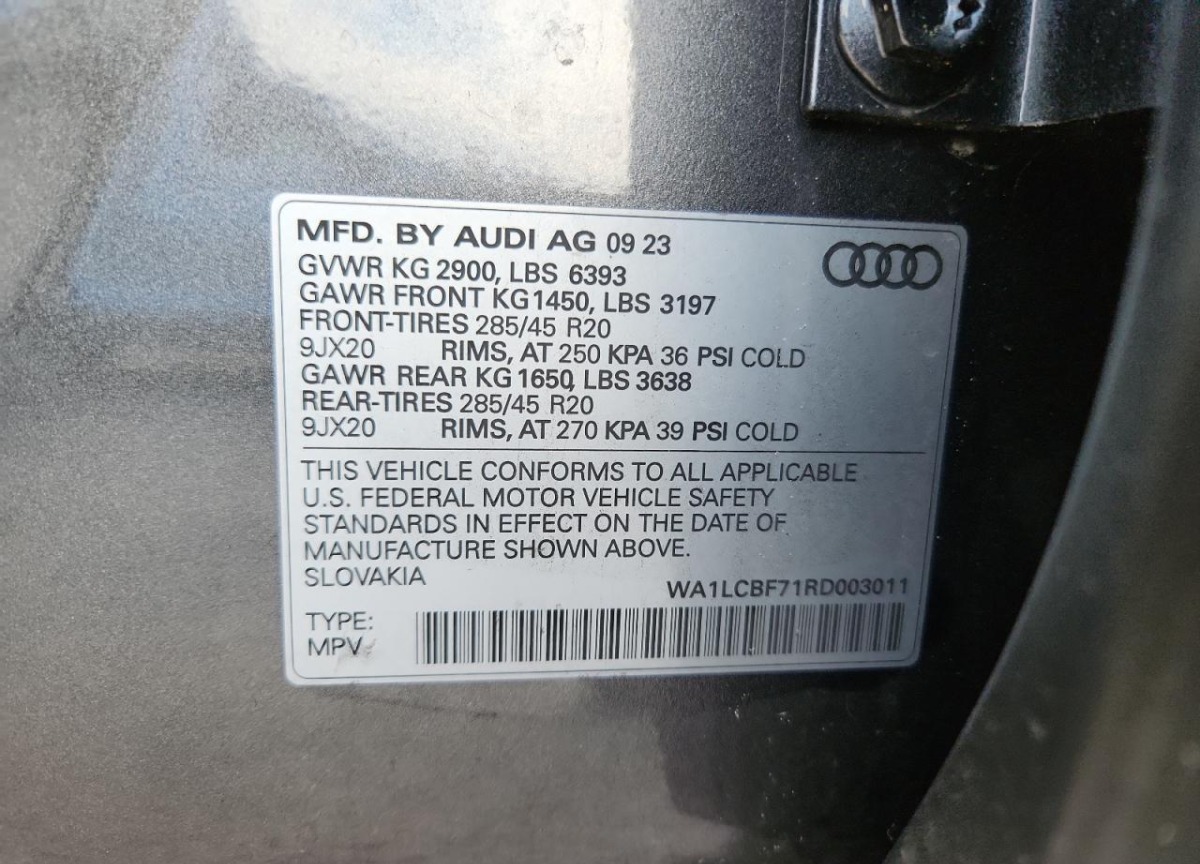 MFD. BY AUDI AG 09 23
GVWR KG 2900, LBS 6393
GAWR FRONT KG 1450, LBS 3197
FRONT-TIRES 285/45 R20
9JX20 RIMS, AT 250 KPA 36 PSI COLD
GAWR REAR KG 1650, LBS 3638
REAR-TIRES 285/45 R20
9JX20 RIMS, AT 270 KPA 39 PSI COLD
THIS VEHICLE CONFORMS TO ALL APPLICABLE
U.S. FEDERAL MOTOR VEHICLE SAFETY
STANDARDS IN EFFECT ON THE DATE OF
MANUFACTURE SHOWN ABOVE.
SLOVAKIA
WA1LCBF71RD003011
TYPE:
MPV